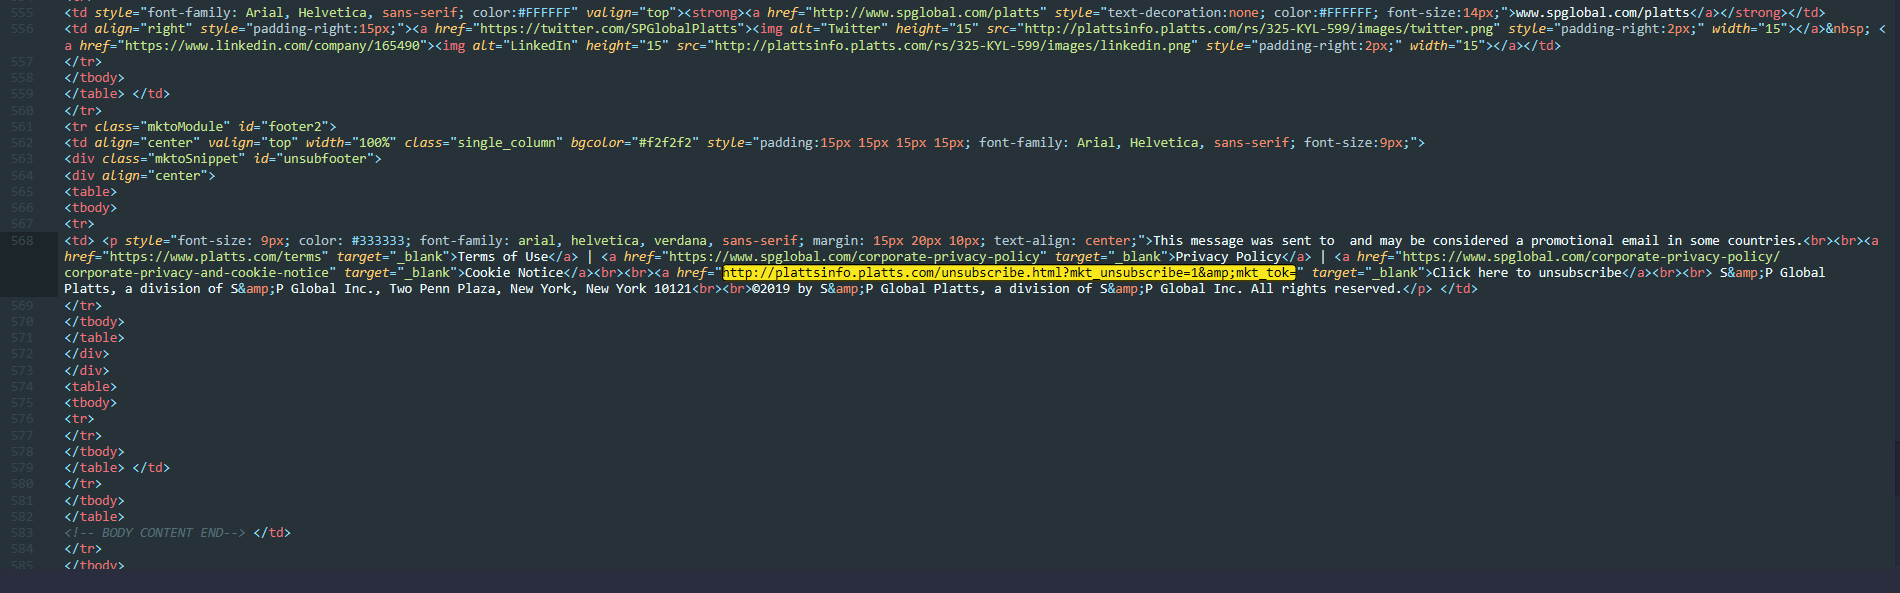 555 <td style="font-family: Arial, Helvetica, sans-serif; color:#FFFFFF" valign="top"><strong><a href="http://www.spglobal.com/platts" style="text-decoration:none; color:#FFFFFF; font-size:14px;">www.spglobal.com/platts</a></strong></td>
556 <td align="right" style="padding-right:15px;"><a href="https://twitter.com/SPGlobalPlatts"><img alt="Twitter" height="15" src="http://plattsinfo.platts.com/rs/325-KYL-599/images/twitter.png" style="padding-right:2px;" width="15"></a>&nbsp; <
a href="https://www.linkedin.com/company/165490"><img alt="LinkedIn" height="15" src="http://plattsinfo.platts.com/rs/325-KYL-599/images/linkedin.png" style="padding-right:2px;" width="15"></a></td>
557 </tr>
558 </tbody>
559 </table> </td>
560 </tr>
561 <tr class="mktoModule" id="footer2">
562 <td align="center" valign="top" width="100%" class="single_column" bgcolor="#f2f2f2" style="padding:15px 15px 15px 15px; font-family: Arial, Helvetica, sans-serif; font-size:9px;">
563 <div class="mktoSnippet" id="unsubfooter">
564 <div align="center">
565 <table>
566 <tbody>
567 <tr>
568 <td> <p style="font-size: 9px; color: #333333; font-family: arial, helvetica, verdana, sans-serif; margin: 15px 20px 10px; text-align: center;">This message was sent to  and may be considered a promotional email in some countries.<br><br><a
href="https://www.platts.com/terms" target="_blank">Terms of Use</a> | <a href="https://www.spglobal.com/corporate-privacy-policy" target="_blank">Privacy Policy</a> | <a href="https://www.spglobal.com/corporate-privacy-policy/
corporate-privacy-and-cookie-notice" target="_blank">Cookie Notice</a><br><br><a href="http://plattsinfo.platts.com/unsubscribe.html?mkt_unsubscribe=1&amp;mkt_tok=" target="_blank">Click here to unsubscribe</a><br><br> S&amp;P Global
Platts, a division of S&amp;P Global Inc., Two Penn Plaza, New York, New York 10121<br><br>©2019 by S&amp;P Global Platts, a division of S&amp;P Global Inc. All rights reserved.</p> </td>
569 </tr>
570 </tbody>
571 </table>
572 </div>
573 </div>
574 <table>
575 <tbody>
576 <tr>
577 </tr>
578 </tbody>
579 </table> </td>
580 </tr>
581 </tbody>
582 </table>
583 <!-- BODY CONTENT END--> </td>
584 </tr>
585 </tbody>